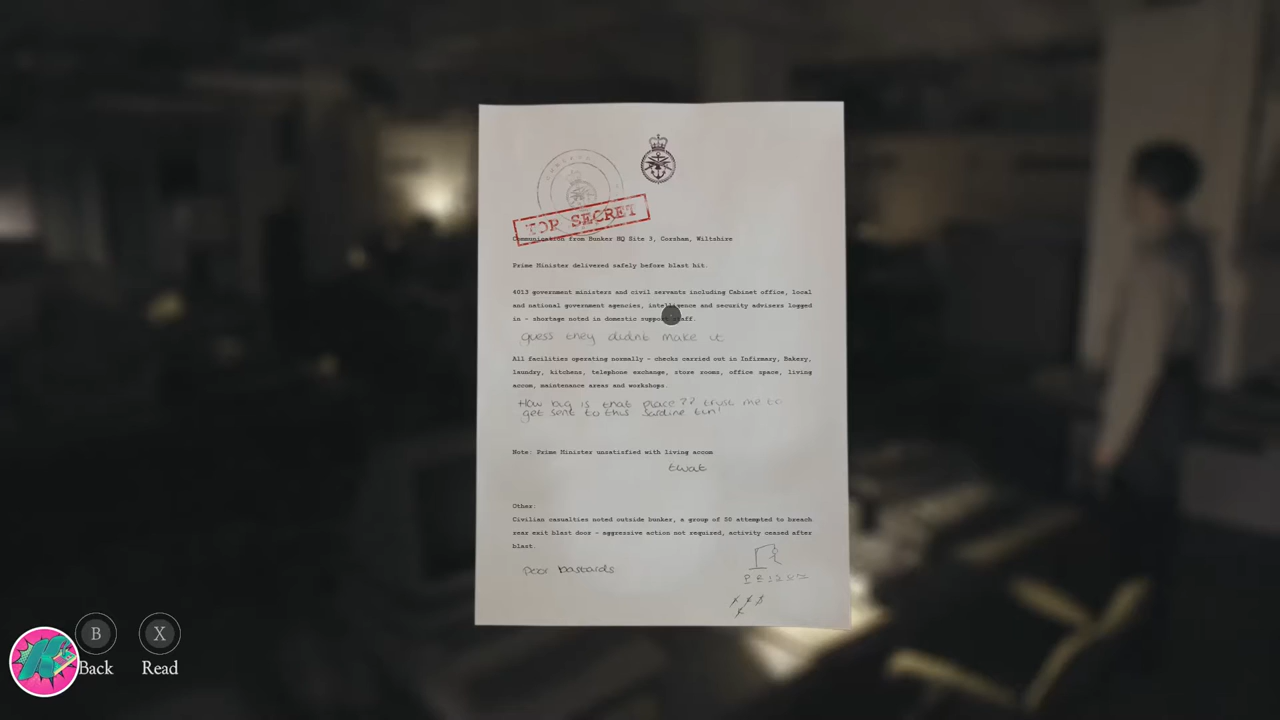 TOP SECRET
Communication from Bunker HQ Site 3, Corsham, Wiltshire
Prime Minister delivered safely before blast hit.
4013 government ministers and civil servants including Cabinet office, local
and national government agencies, intelligence and security advisers logged
in - shortage noted in domestic support staff.
guess they didnt make it
All facilities operating normally - checks carried out in Infirmary, Bakery,
laundry, kitchens, telephone exchange, store rooms, office space, living
accom, maintenance areas and workshops.
How big is that place?? trust me to
get sent to this sardine tin!
Note: Prime Minister unsatisfied with living accom
twat
Other:
Civilian casualties noted outside bunker, a group of 50 attempted to breach
rear exit blast door - aggressive action not required, activity ceased after
blast.
Poor bastards
B
X
Back
Read